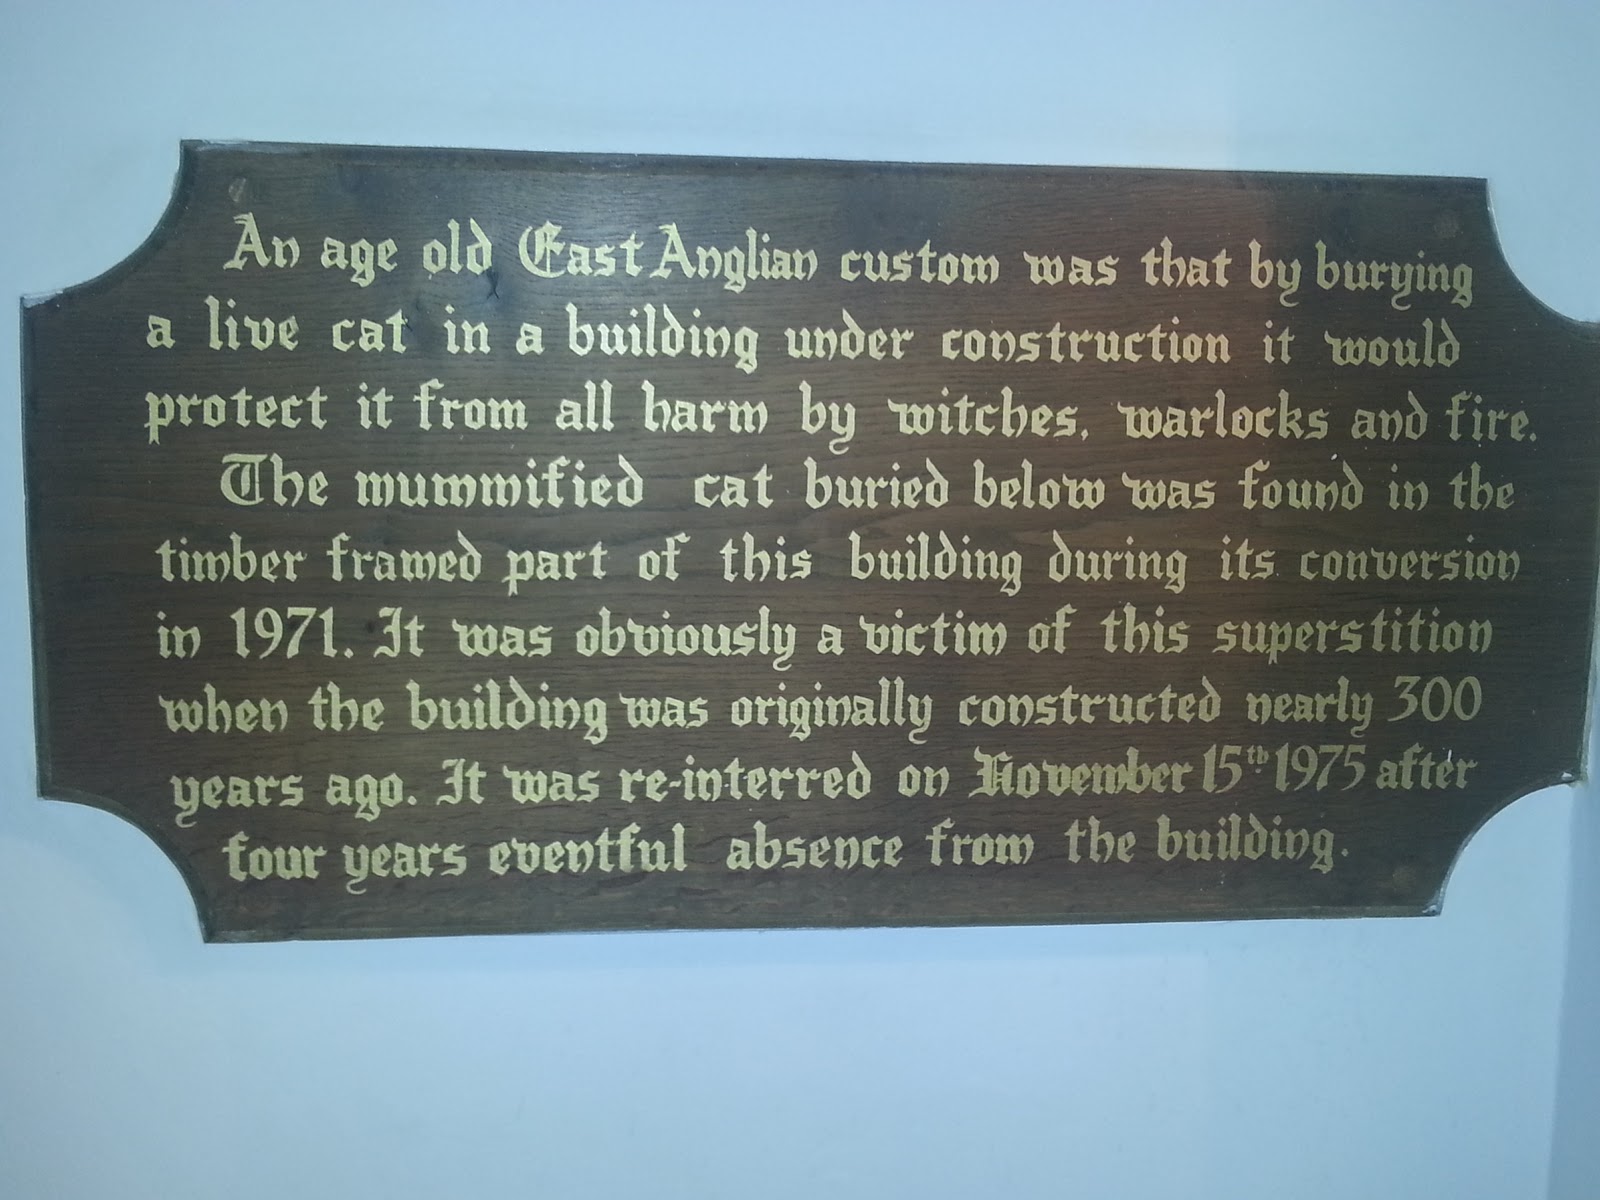 An age old East Anglian custom was that by burying
a live cat in a building under construction it would
protect it from all harm by witches, warlocks and fire.
The mummified cat buried below was found in the
timber framed part of this building during its conversion
in 1971. It was obviously a victim of this superstition
when the building was originally constructed nearly 300
years ago. It was re-interred on November 15th 1975 after
four years eventful absence from the building.